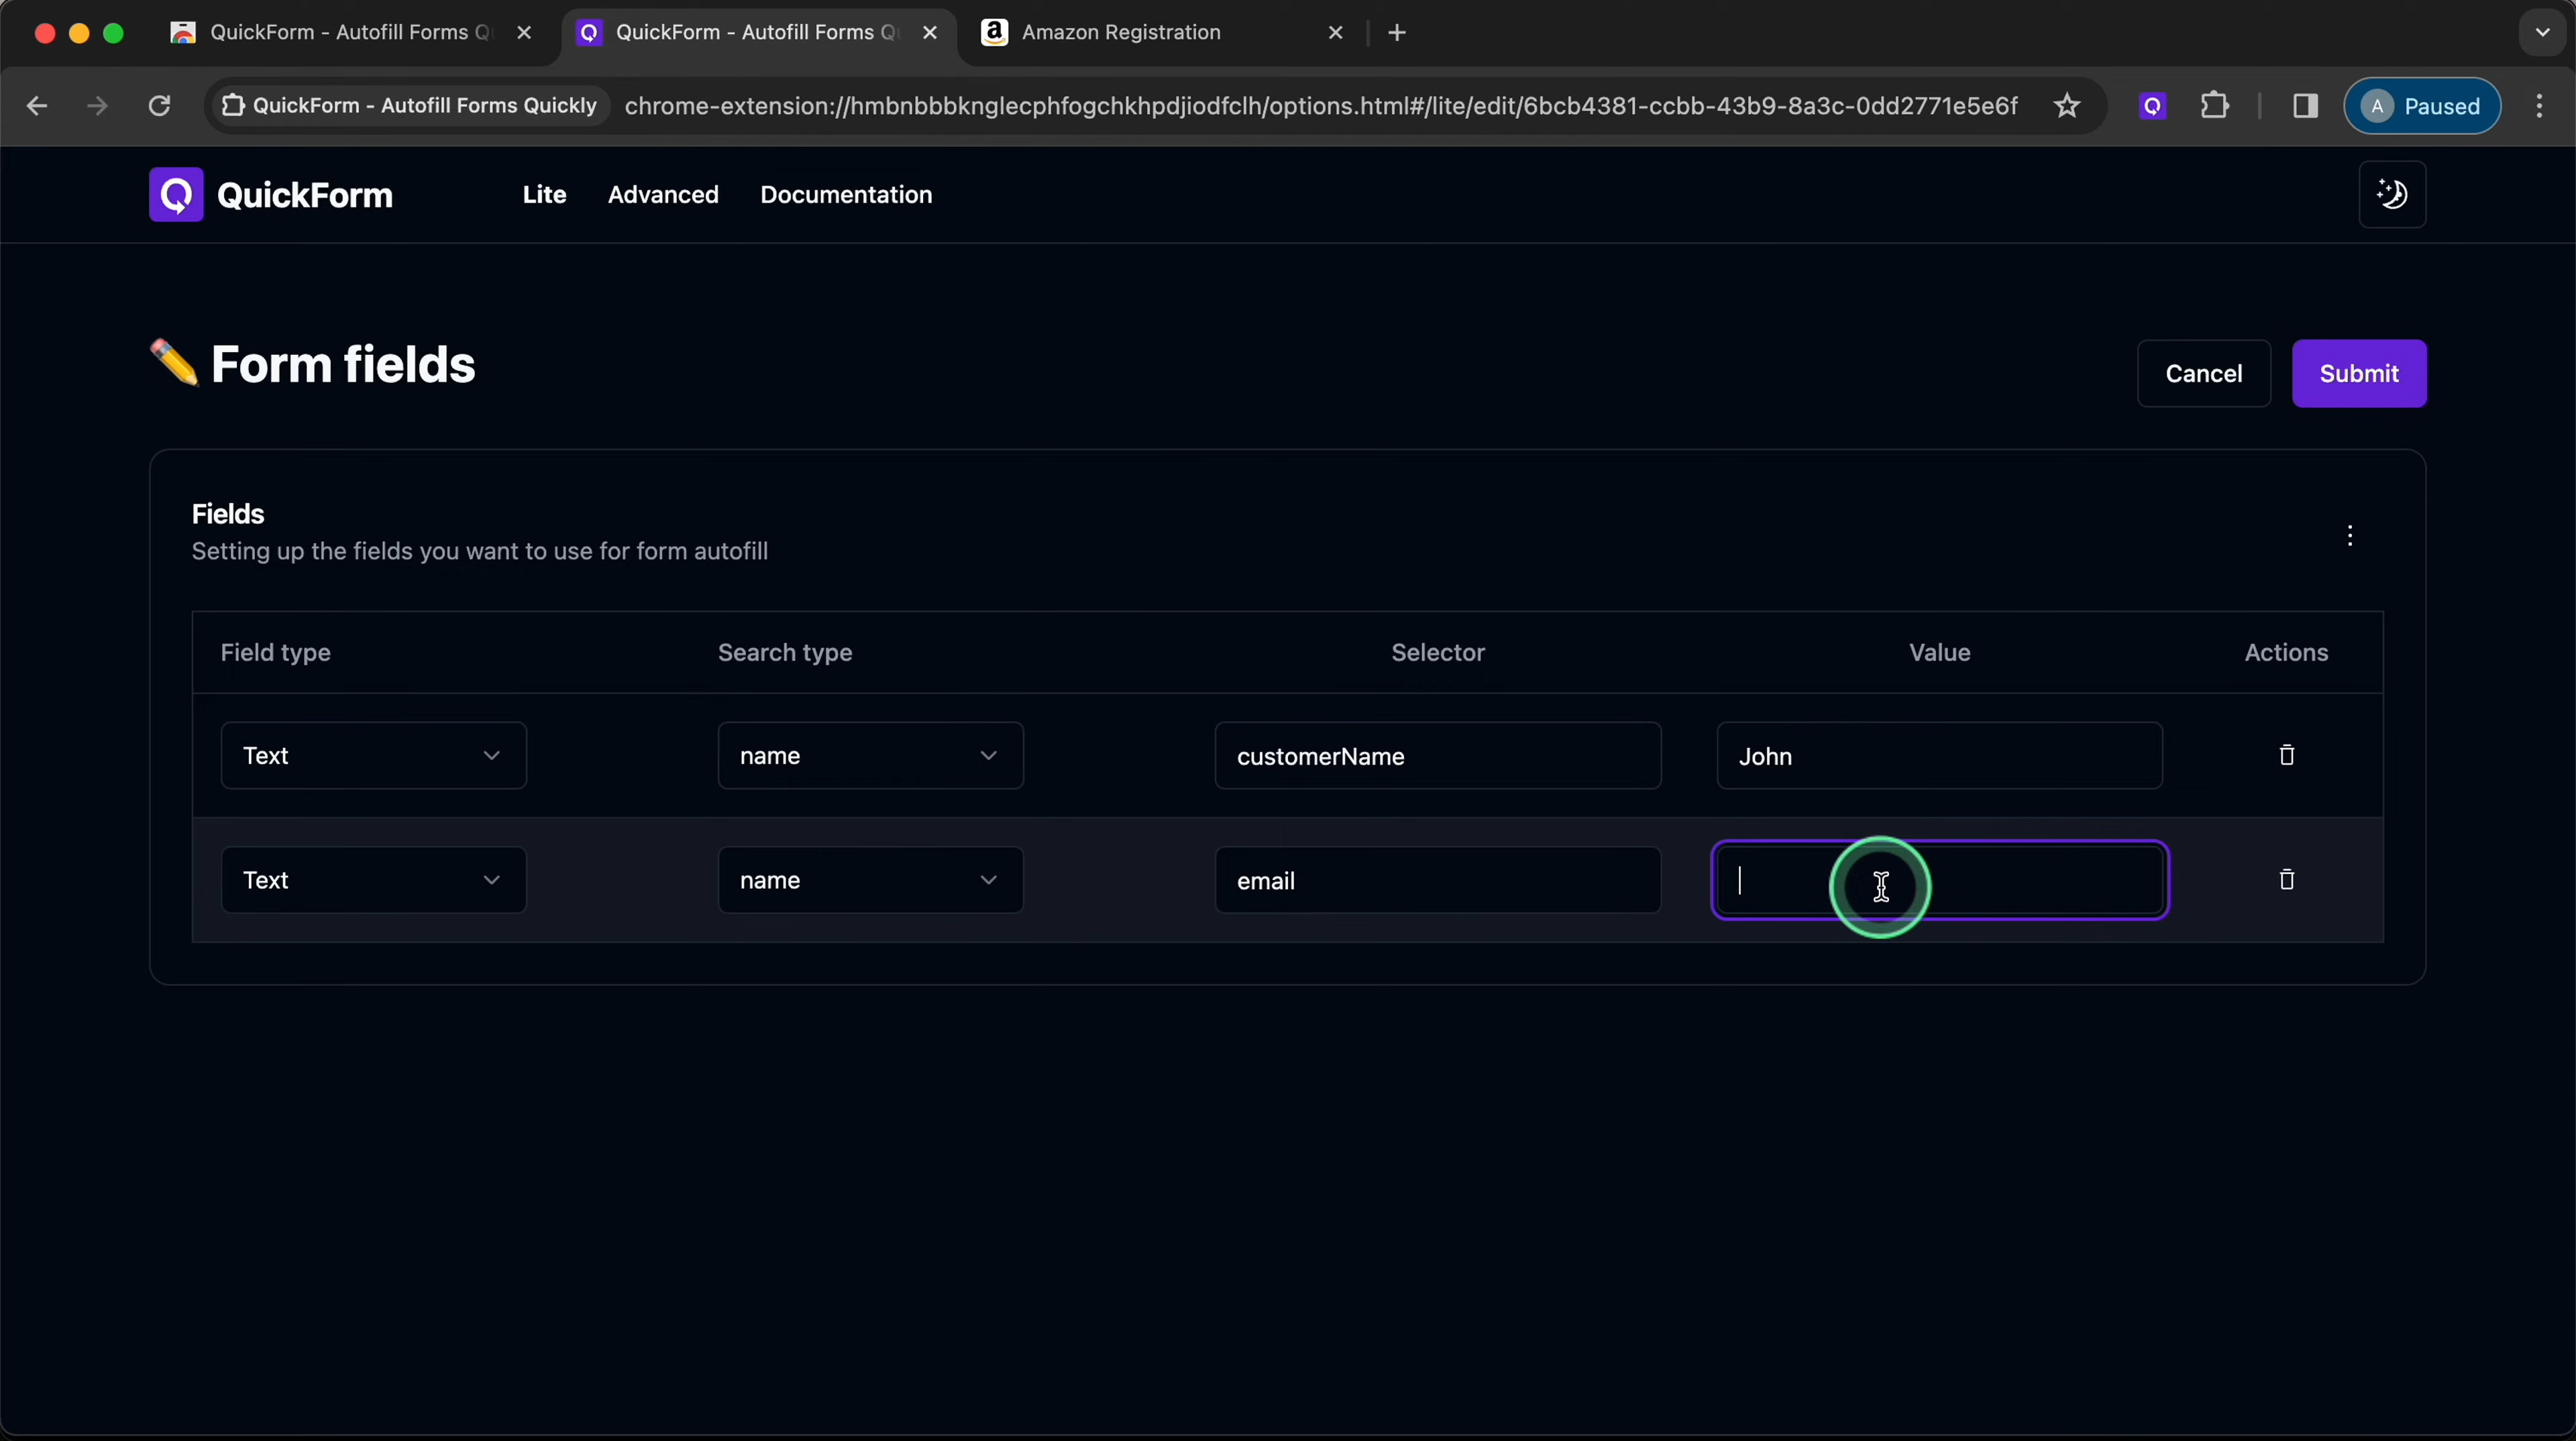 QuickForm - Autofill Forms Q
QuickForm - Autofill Forms Q
Amazon Registration
QuickForm - Autofill Forms Quickly
chrome-extension://hmbnbbbknglecphfogchkhpdjiodfclh/options.html#/lite/edit/6bcb4381-ccbb-43b9-8a3c-0dd2771e5e6f
A Paused
QuickForm
Lite
Advanced
Documentation
Form fields
Cancel
Submit
Fields
Setting up the fields you want to use for form autofill
Field type
Search type
Selector
Value
Actions
Text
name
customerName
John
Text
name
email